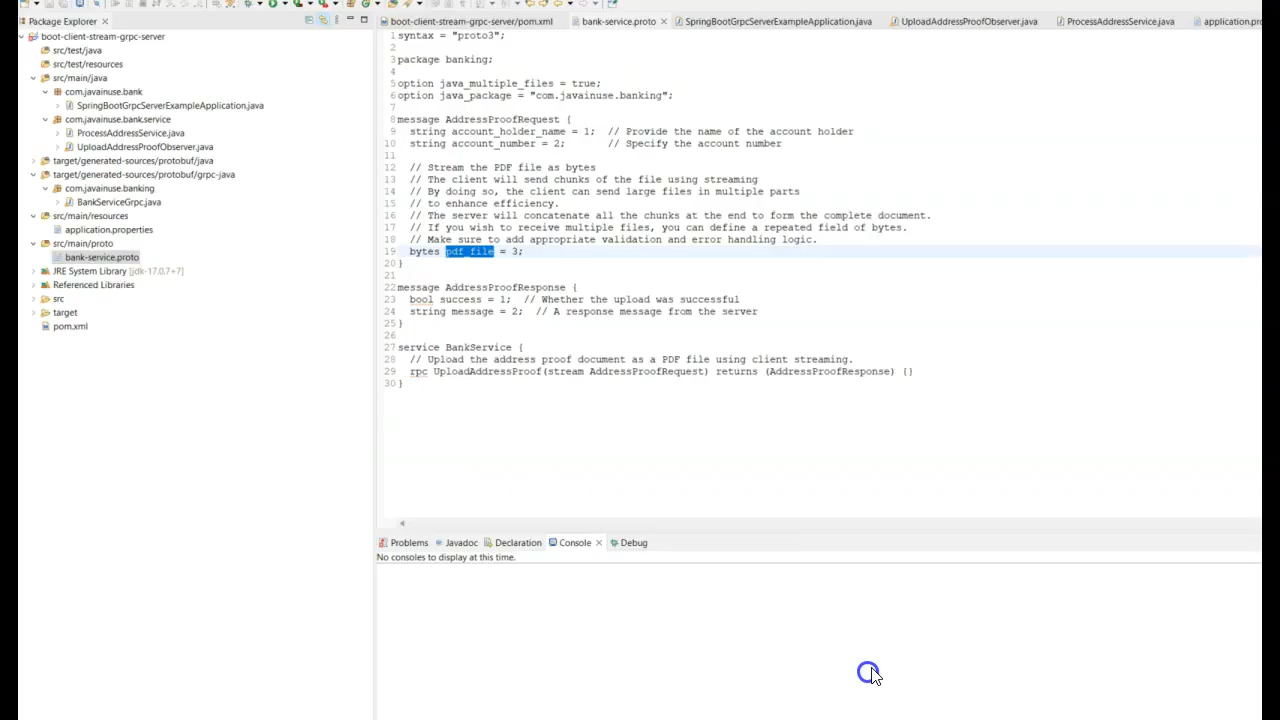 Package Explorer
boot-client-stream-grpc-server
src/test/java
src/test/resources
src/main/java
com.javainuse.bank
SpringBootGrpcServerExampleApplication.java
com.javainuse.bank.service
ProcessAddressService.java
UploadAddressProofObserver.java
target/generated-sources/protobuf/java
target/generated-sources/protobuf/grpc-java
com.javainuse.banking
BankServiceGrpc.java
src/main/resources
application.properties
src/main/proto
bank-service.proto
JRE System Library [jdk-17.0.7+7]
Referenced Libraries
src
target
pom.xml
boot-client-stream-grpc-server/pom.xml bank-service.proto SpringBootGrpcServerExampleApplication.java UploadAddressProofObserver.java ProcessAddressService.java application.pro
1 syntax = "proto3";
2
3 package banking;
4
5 option java_multiple_files = true;
6 option java_package = "com.javainuse.banking";
7
8 message AddressProofRequest {
9 string account_holder_name = 1; // Provide the name of the account holder
10 string account_number = 2; // Specify the account number
11
12 // Stream the PDF file as bytes
13 // The client will send chunks of the file using streaming
14 // By doing so, the client can send large files in multiple parts
15 // to enhance efficiency.
16 // The server will concatenate all the chunks at the end to form the complete document.
17 // If you wish to receive multiple files, you can define a repeated field of bytes.
18 // Make sure to add appropriate validation and error handling logic.
19 bytes pdf_file = 3;
20 }
21
22 message AddressProofResponse {
23 bool success = 1; // Whether the upload was successful
24 string message = 2; // A response message from the server
25 }
26
27 service BankService {
28 // Upload the address proof document as a PDF file using client streaming.
29 rpc UploadAddressProof(stream AddressProofRequest) returns (AddressProofResponse) {}
30 }
Problems Javadoc Declaration Console Debug
No consoles to display at this time.